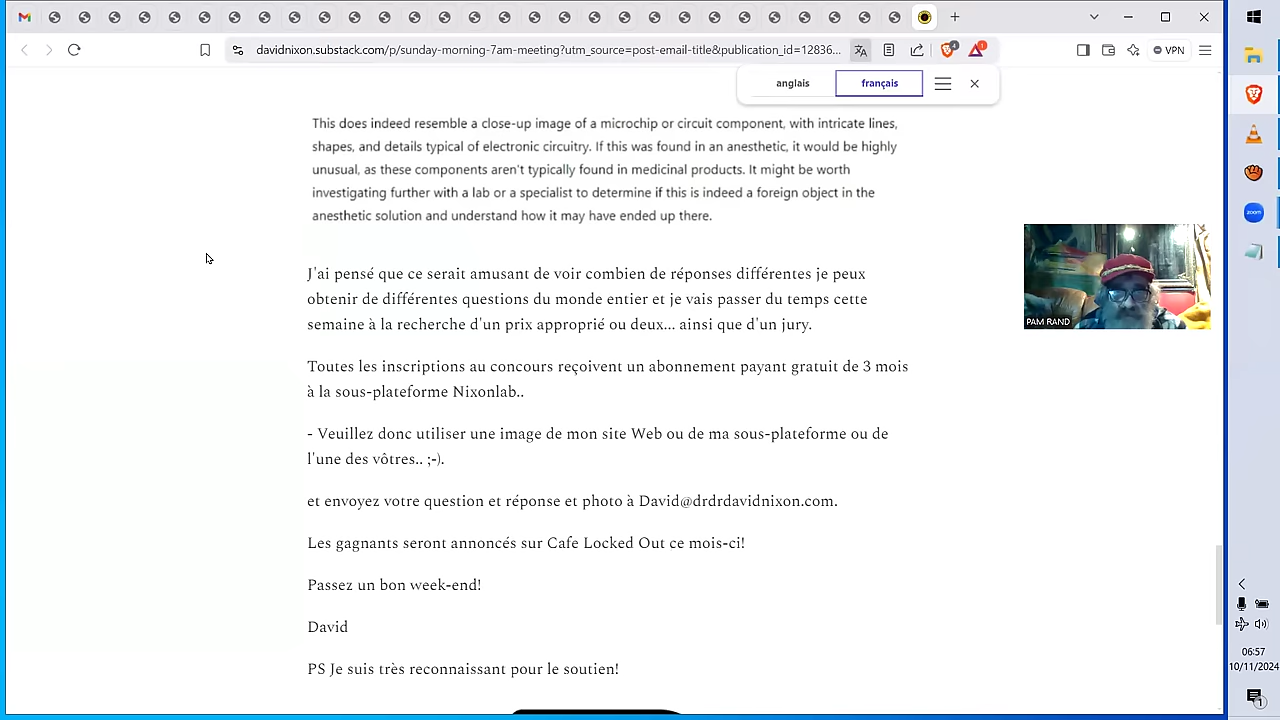 davidnixon.substack.com/p/sunday-morning-7am-meeting?utm_source=post-email-title&publication_id=12836...
VPN
anglais
français
This does indeed resemble a close-up image of a microchip or circuit component, with intricate lines,
shapes, and details typical of electronic circuitry. If this was found in an anesthetic, it would be highly
unusual, as these components aren't typically found in medicinal products. It might be worth
investigating further with a lab or a specialist to determine if this is indeed a foreign object in the
anesthetic solution and understand how it may have ended up there.
J'ai pensé que ce serait amusant de voir combien de réponses différentes je peux
obtenir de différentes questions du monde entier et je vais passer du temps cette
semaine à la recherche d'un prix approprié ou deux... ainsi que d'un jury.
Toutes les inscriptions au concours reçoivent un abonnement payant gratuit de 3 mois
à la sous-plateforme Nixonlab..
- Veuillez donc utiliser une image de mon site Web ou de ma sous-plateforme ou de
l'une des vôtres.. ;-).
et envoyez votre question et réponse et photo à David@drdrdavidnixon.com.
Les gagnants seront annoncés sur Cafe Locked Out ce mois-ci!
Passez un bon week-end!
David
PS Je suis très reconnaissant pour le soutien!
PAM RAND
zoom
06:57
10/11/2024